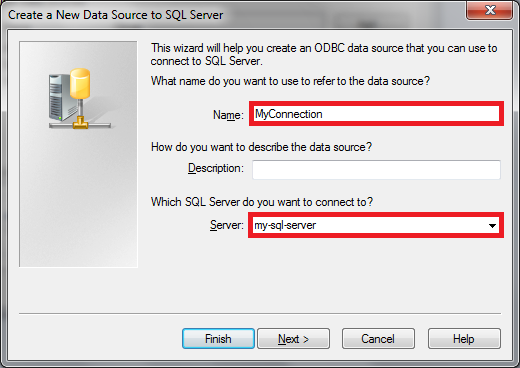 Create a New Data Source to SQL Server
This wizard will help you create an ODBC data source that you can use to
connect to SQL Server.
What name do you want to use to refer to the data source?
Name: MyConnection
How do you want to describe the data source?
Description:
Which SQL Server do you want to connect to?
Server: my-sql-server
Finish Next > Cancel Help